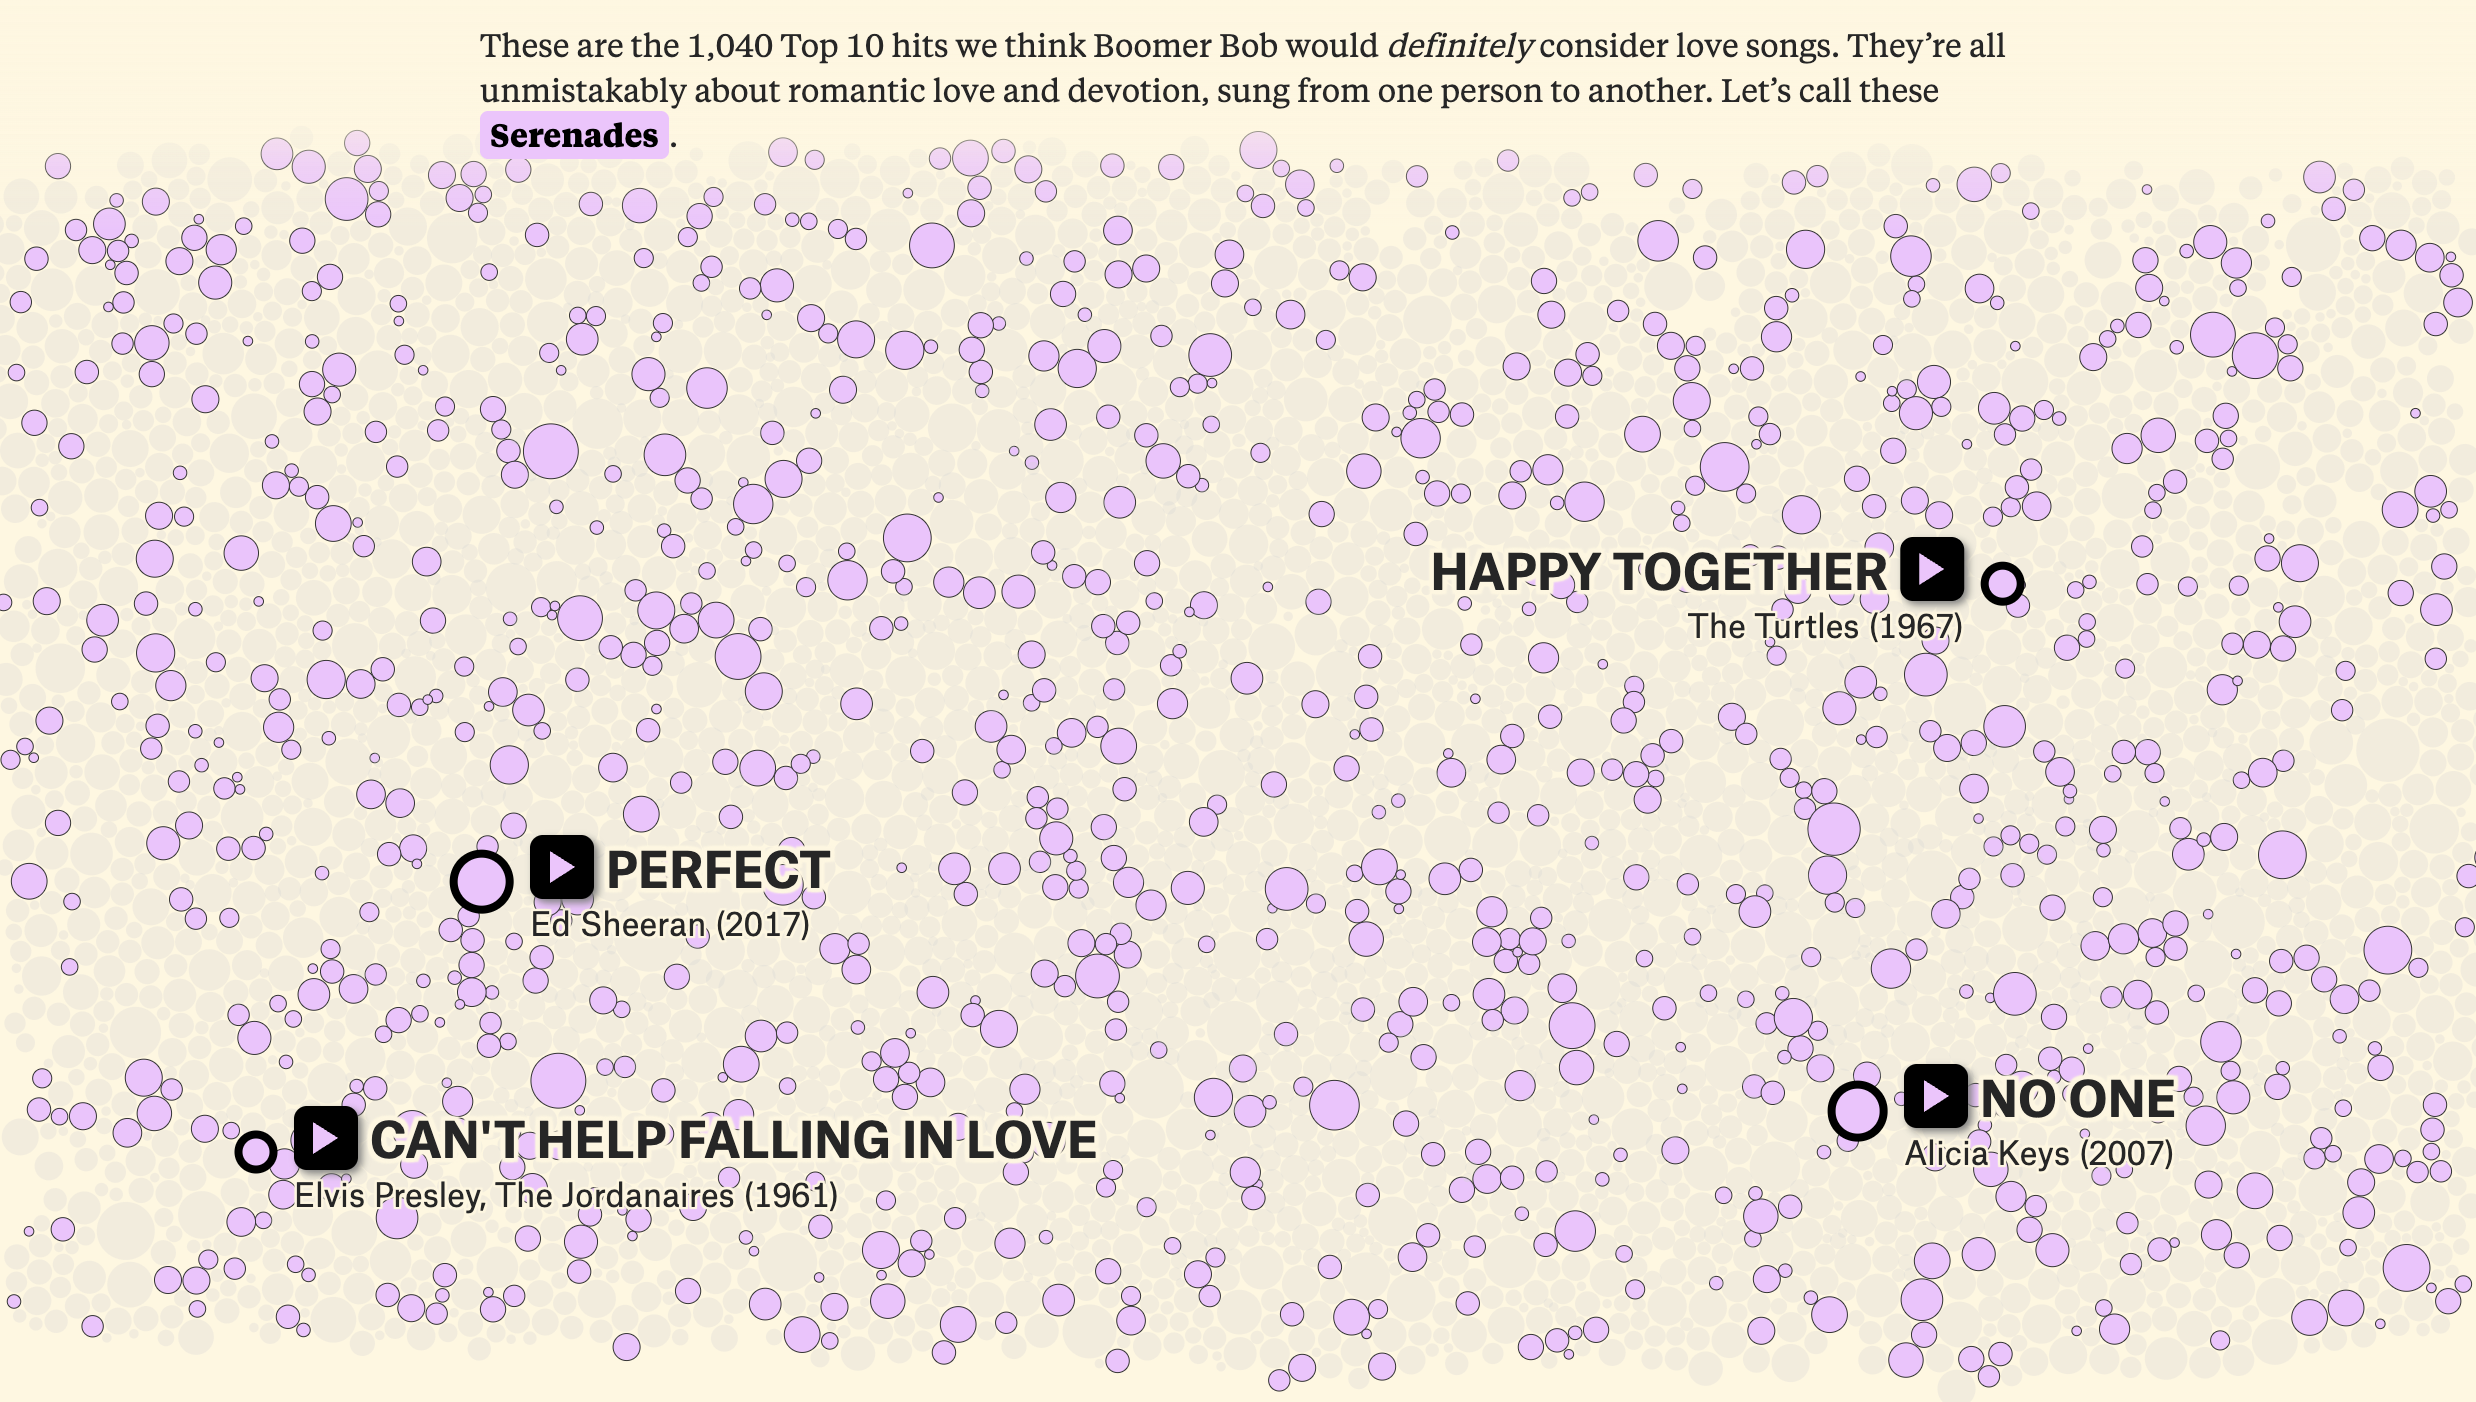 These are the 1,040 Top 10 hits we think Boomer Bob would definitely consider love songs. They’re all
unmistakably about romantic love and devotion, sung from one person to another. Let’s call these
Serenades.
HAPPY TOGETHER
The Turtles (1967)
PERFECT
Ed Sheeran (2017)
NO ONE
Alicia Keys (2007)
CAN'T HELP FALLING IN LOVE
Elvis Presley, The Jordanaires (1961)